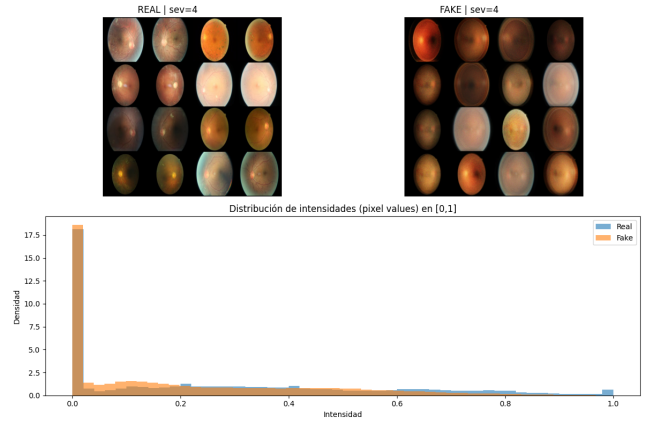 REAL | sev=4
FAKE | sev=4
Distribución de intensidades (pixel values) en [0,1]
Real
Fake
Densidad
17.5
15.0
12.5
10.0
7.5
5.0
2.5
0.0
0.0 0.2 0.4 0.6 0.8 1.0
Intensidad